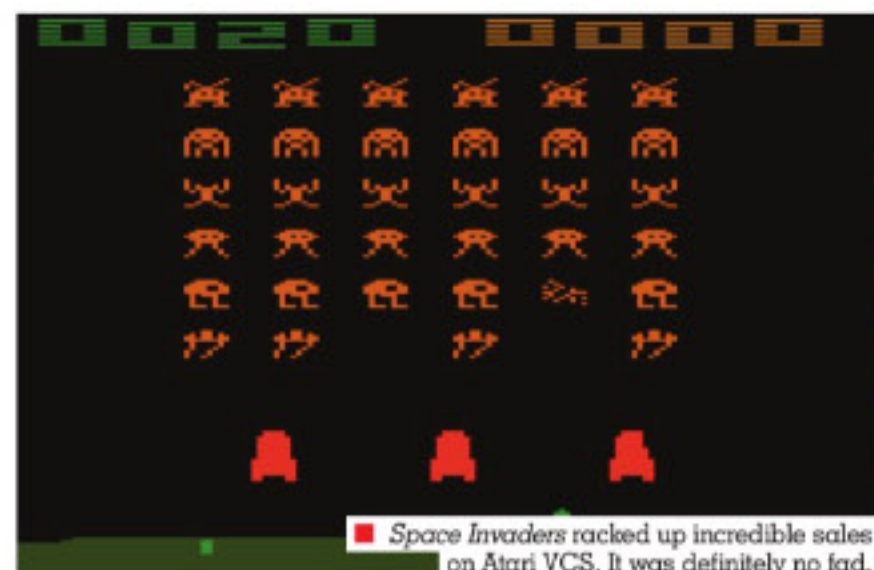 0020 0000
Space Invaders racked up incredible sales
on Atari VCS. It was definitely no fad.